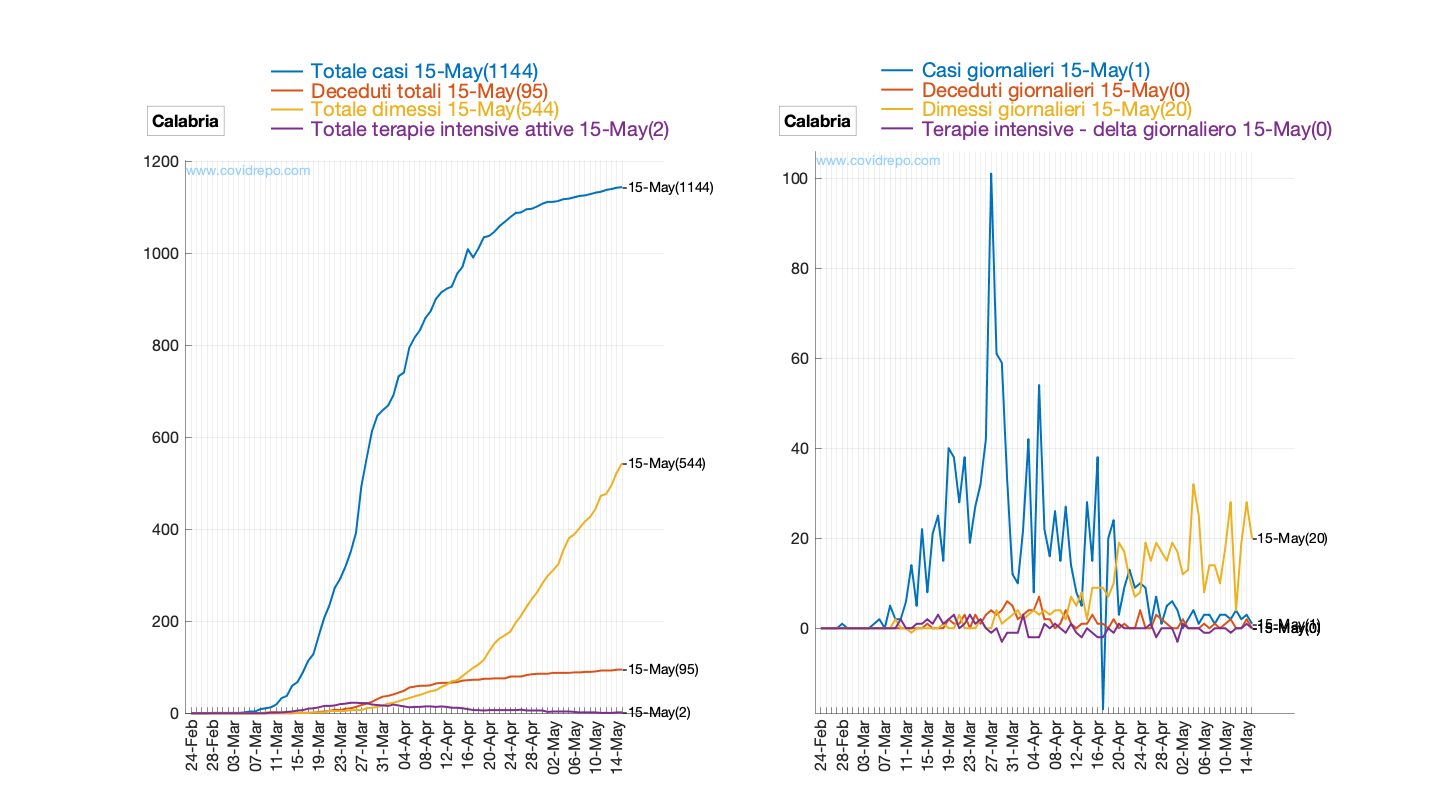 Totale casi 15-May(1144)
Deceduti totali 15-May(95)
Totale dimessi 15-May(544)
Totale terapie intensive attive 15-May(2)
Calabria
www.covidrepo.com
1200
1000
800
600
400
200
0
-15-May(1144)
-15-May(544)
-15-May(95)
-15-May(2)
24-Feb
28-Feb
03-Mar
07-Mar
11-Mar
15-Mar
19-Mar
23-Mar
27-Mar
31-Mar
04-Apr
08-Apr
12-Apr
16-Apr
20-Apr
24-Apr
28-Apr
02-May
06-May
10-May
14-May
Casi giornalieri 15-May(1)
Deceduti giornalieri 15-May(0)
Dimessi giornalieri 15-May(20)
Terapie intensive - delta giornaliero 15-May(0)
Calabria
www.covidrepo.com
100
80
60
40
20
0
-15-May(20)
-15-May(1)
-15-May(0)
24-Feb
28-Feb
03-Mar
07-Mar
11-Mar
15-Mar
19-Mar
23-Mar
27-Mar
31-Mar
04-Apr
08-Apr
12-Apr
16-Apr
20-Apr
24-Apr
28-Apr
02-May
06-May
10-May
14-May